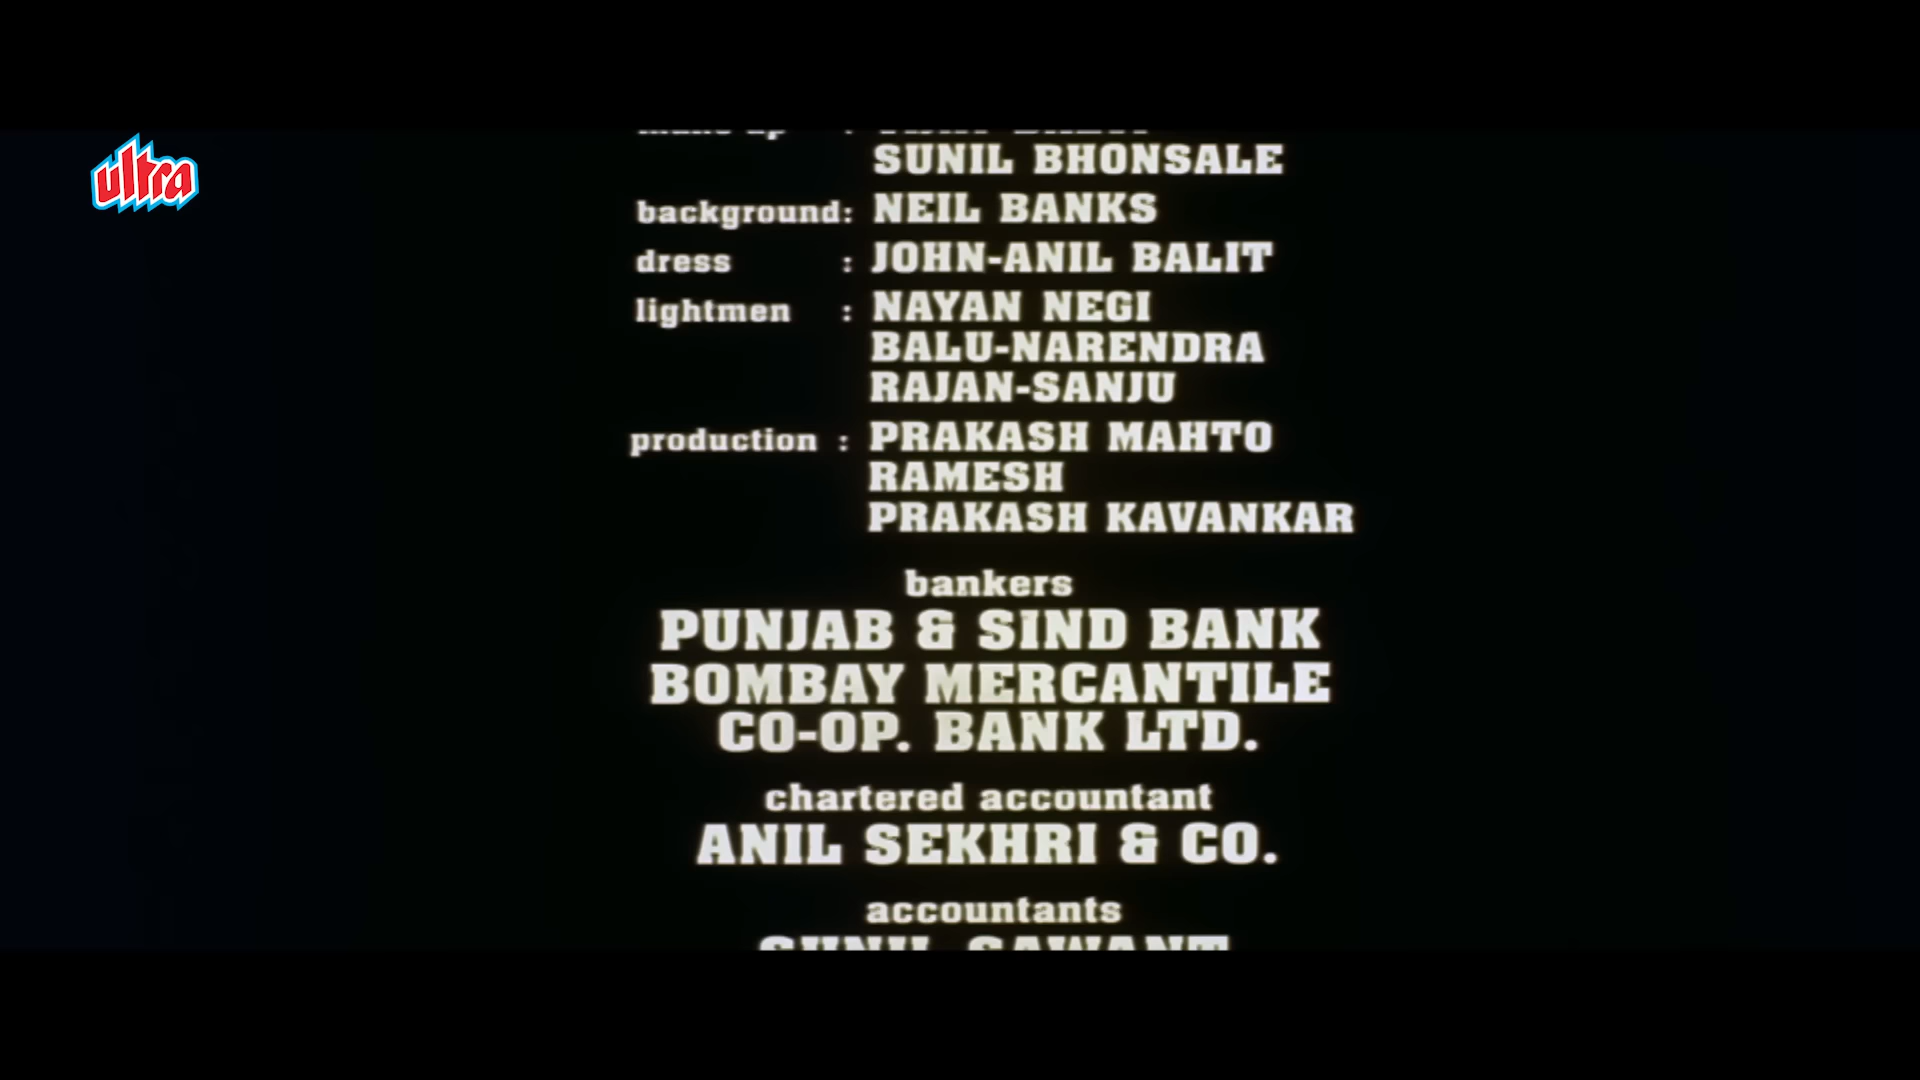 ultra
SUNIL BHONSALE
background: NEIL BANKS
dress : JOHN-ANIL BALIT
lightmen : NAYAN NEGI
BALU-NARENDRA
RAJAN-SANJU
production : PRAKASH MAHTO
RAMESH
PRAKASH KAVANKAR
bankers
PUNJAB & SIND BANK
BOMBAY MERCANTILE
CO-OP. BANK LTD.
chartered accountant
ANIL SEKHRI & CO.
accountants
SUNIL SAWANT